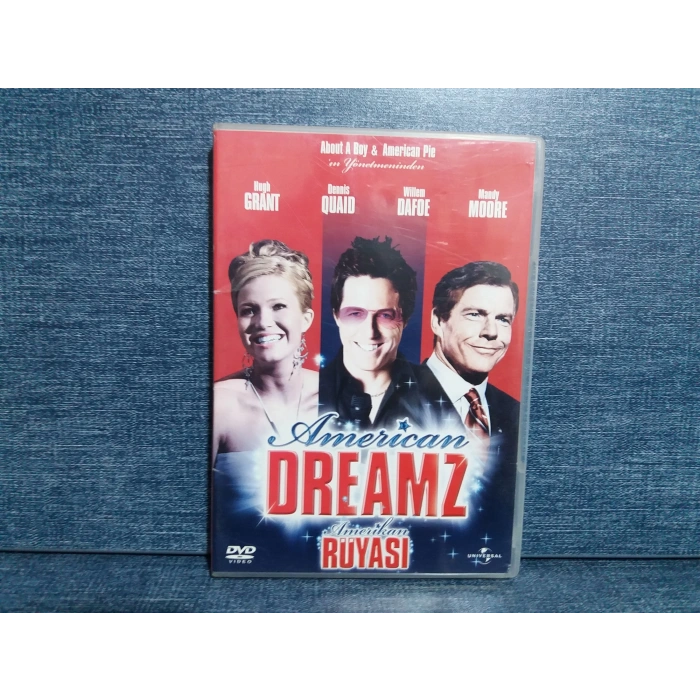 About A Boy & American Pie
'ın Yönetmeninden
Hugh GRANT
Dennis QUAID
Willem DAFOE
Mandy MOORE
American
DREAMZ
Amerikan
RÜYASI
DVD
VIDEO
UNIVERSAL